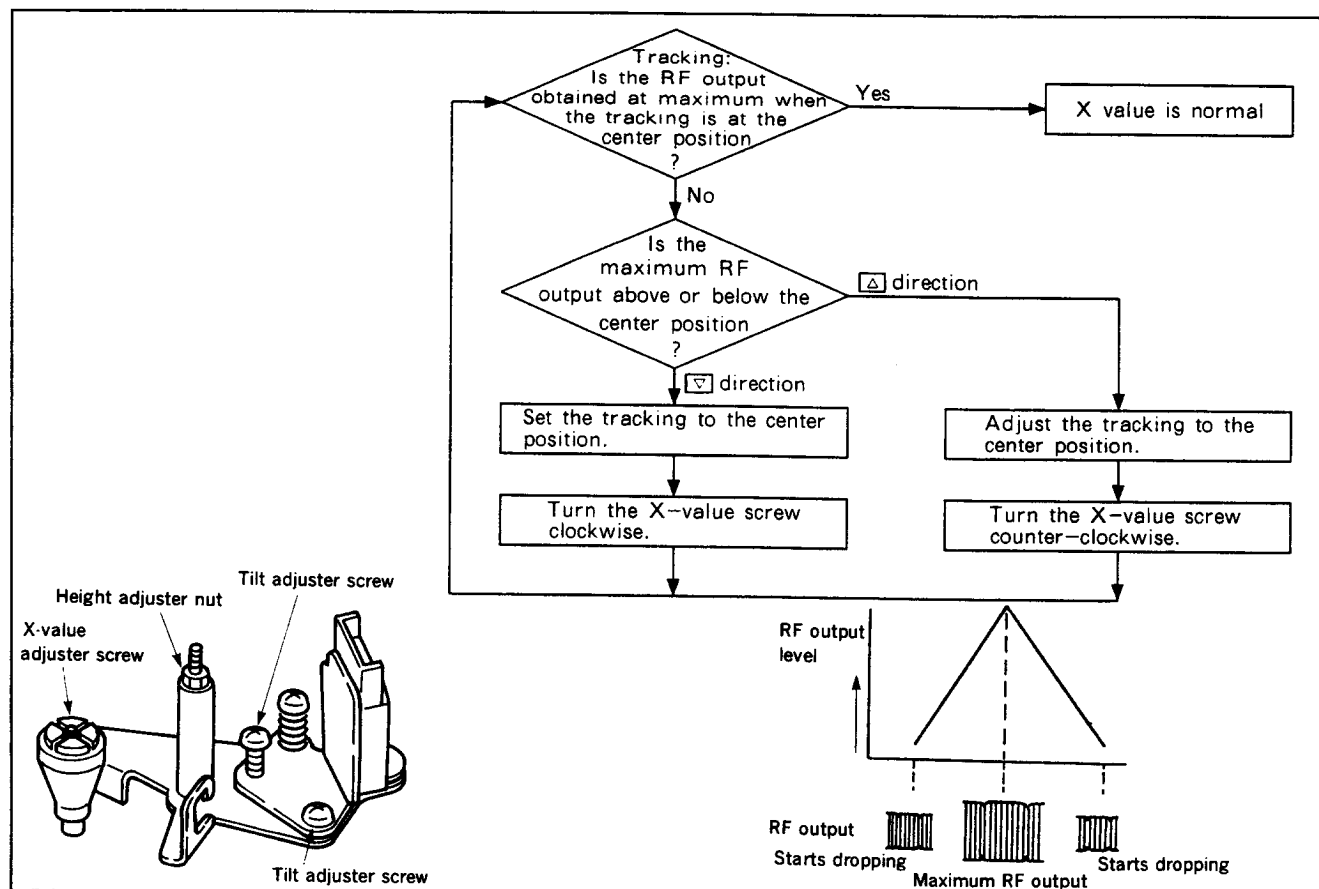 Tracking:
Is the RF output
obtained at maximum when
the tracking is at the
center position
?
Yes
X value is normal
No
Is the
maximum RF
output above or below the
center position
?
△ direction
▽ direction
Set the tracking to the center
position.
Adjust the tracking to the
center position.
Turn the X-value screw
clockwise.
Turn the X-value screw
counter-clockwise.
Tilt adjuster screw
Height adjuster nut
X-value
adjuster screw
Tilt adjuster screw
RF output
level
RF output
Starts dropping
Starts dropping
Maximum RF output